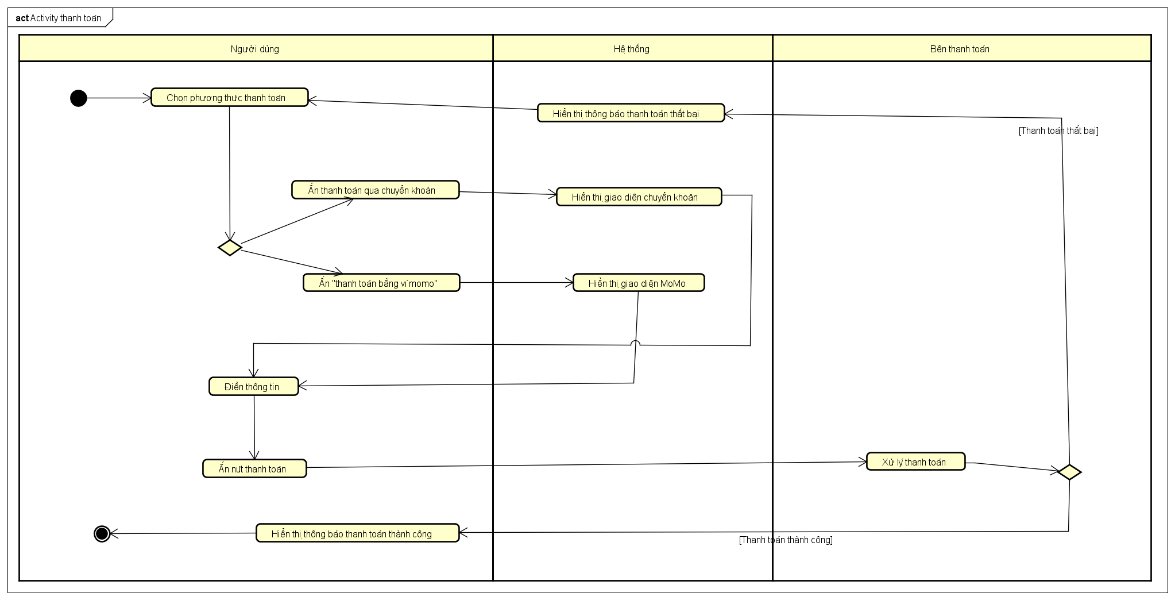 act Activity thanh toán
Người dùng
Hệ thống
Bên thanh toán
Chọn phương thức thanh toán
Hiển thị thông báo thanh toán thất bại
[Thanh toán thất bại]
Ấn thanh toán qua chuyển khoản
Hiển thị giao diện chuyển khoản
Ấn "thanh toán bằng ví momo"
Hiển thị giao diện MoMo
Điền thông tin
Ấn nút thanh toán
Xử lý thanh toán
Hiển thị thông báo thanh toán thành công
[Thanh toán thành công]